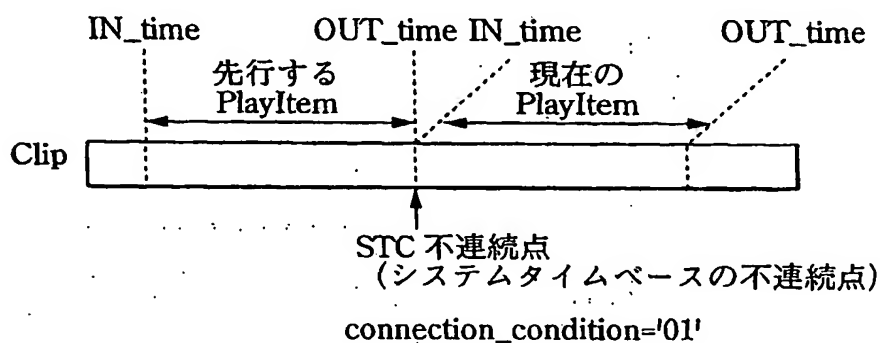 IN_time OUT_time IN_time OUT_time
先行する
PlayItem
現在の
PlayItem
Clip
STC 不連続点
(システムタイムベースの不連続点)
connection_condition='01'